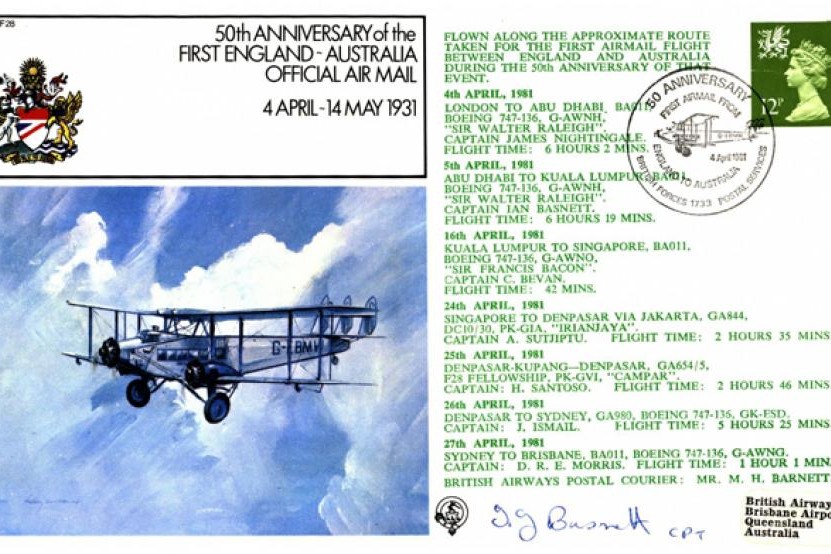 F28
50th ANNIVERSARY of the
FIRST ENGLAND-AUSTRALIA
OFFICIAL AIR MAIL
4 APRIL-14 MAY 1931
FLOWN ALONG THE APPROXIMATE ROUTE
TAKEN FOR THE FIRST AIRMAIL FLIGHT
BETWEEN ENGLAND AND AUSTRALIA
DURING THE 50th ANNIVERSARY OF THAT
EVENT.
4th APRIL, 1981
LONDON TO ABU DHABI, BA011,
BOEING 747-136, G-AWNH,
"SIR WALTER RALEIGH".
CAPTAIN JAMES NIGHTINGALE.
FLIGHT TIME: 6 HOURS 2 MINS.
5th APRIL, 1981
ABU DHABI TO KUALA LUMPUR, BA011,
BOEING 747-136, G-AWNH,
"SIR WALTER RALEIGH".
CAPTAIN IAN BASNETT.
FLIGHT TIME: 6 HOURS 19 MINS.
16th APRIL, 1981
KUALA LUMPUR TO SINGAPORE, BA011,
BOEING 747-136, G-AWNO,
"SIR FRANCIS BACON".
CAPTAIN C. BEVAN.
FLIGHT TIME: 42 MINS.
24th APRIL, 1981
SINGAPORE TO DENPASAR VIA JAKARTA, GA844,
DC10/30, PK-GIA, "IRIANJAYA".
CAPTAIN A. SUTJIPTU. FLIGHT TIME: 2 HOURS 35 MINS
25th APRIL, 1981
DENPASAR-KUPANG—DENPASAR, GA654/5,
F28 FELLOWSHIP, PK-GVI, "CAMPAR".
CAPTAIN: H. SANTOSO. FLIGHT TIME: 2 HOURS 46 MINS
26th APRIL, 1981
DENPASAR TO SYDNEY, GA980, BOEING 747-136, GK-ESD.
CAPTAIN: J. ISMAIL. FLIGHT TIME: 5 HOURS 25 MINS
27th APRIL, 1981
SYDNEY TO BRISBANE, BA011, BOEING 747-136, G-AWNG.
CAPTAIN: D. R. E. MORRIS. FLIGHT TIME: 1 HOUR 1 MIN
BRITISH AIRWAYS POSTAL COURIER: MR. M. H. BARNETT
50 ANNIVERSARY
FIRST AIRMAIL FROM
4 April 1981
ENGLAND TO AUSTRALIA
BRITISH FORCES 1733 POSTAL SERVICES
12P
I J Basnett CPT
British Airway
Brisbane Airpo
Queensland
Australia